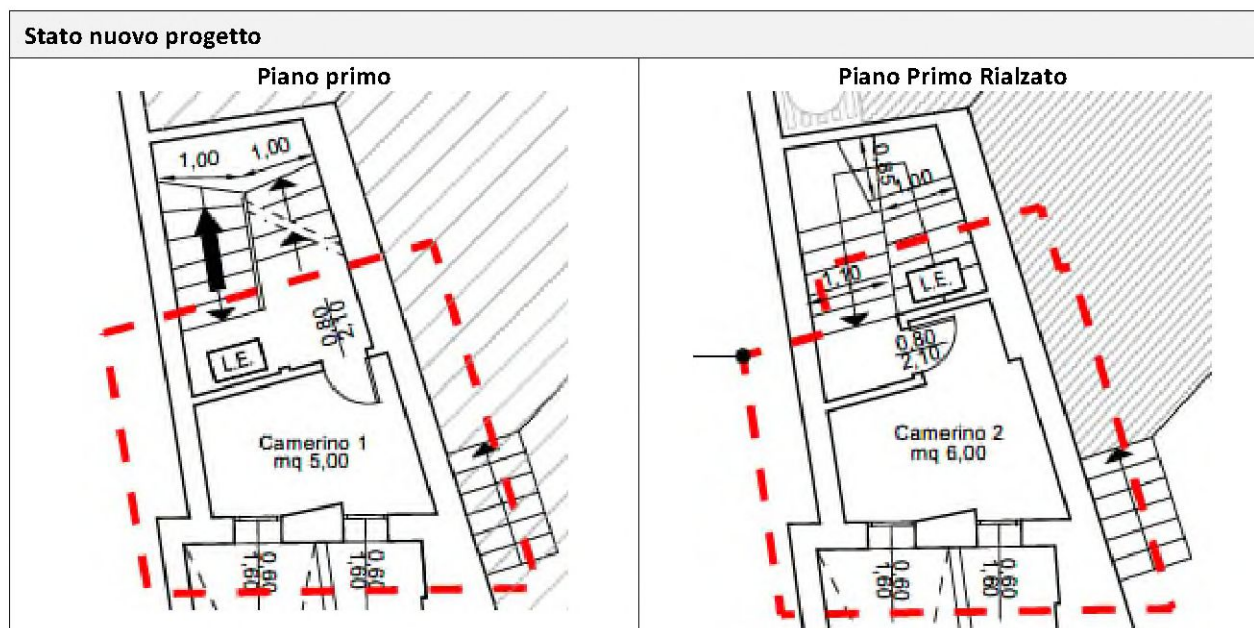 Stato nuovo progetto
Piano primo
1,00
1,00
0,80
2,10
L.E.
Camerino 1
mq 5,00
0,60
1,60
0,60
1,60
Piano Primo Rialzato
0,85
1,00
1,10
L.E.
0,80
2,10
Camerino 2
mq 6,00
0,60
1,60
0,60
1,60